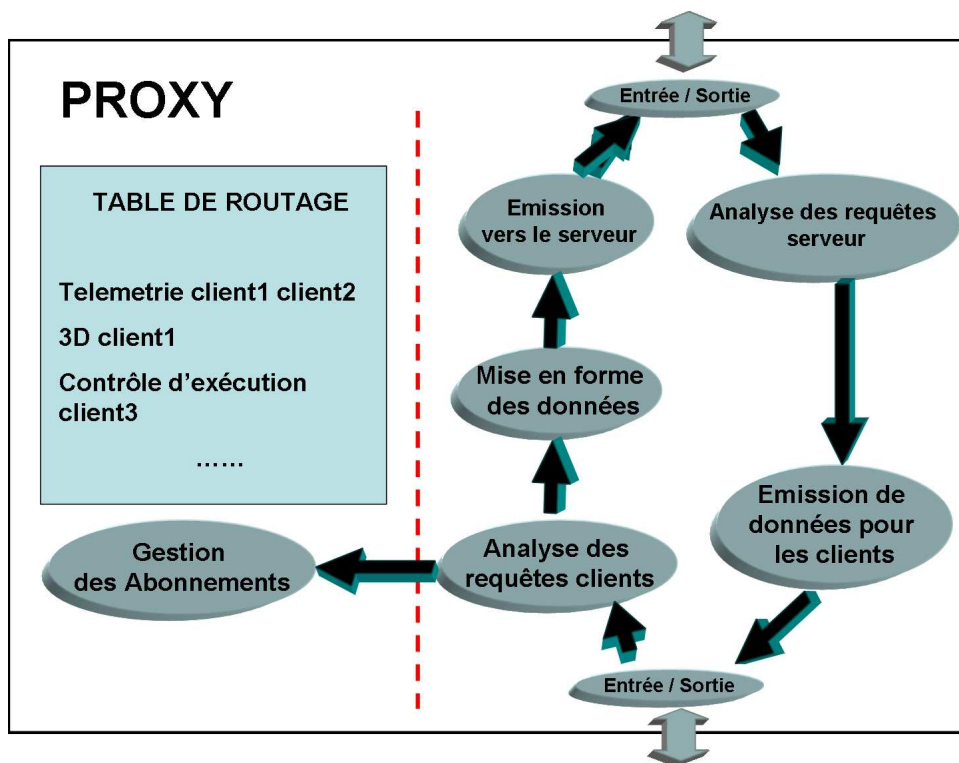 PROXY
TABLE DE ROUTAGE
Telemetrie client1 client2
3D client1
Contrôle d'exécution
client3
......
Gestion
des Abonnements
Entrée / Sortie
Emission
vers le serveur
Analyse des requêtes
serveur
Mise en forme
des données
Analyse des
requêtes clients
Emission de
données pour
les clients
Entrée / Sortie